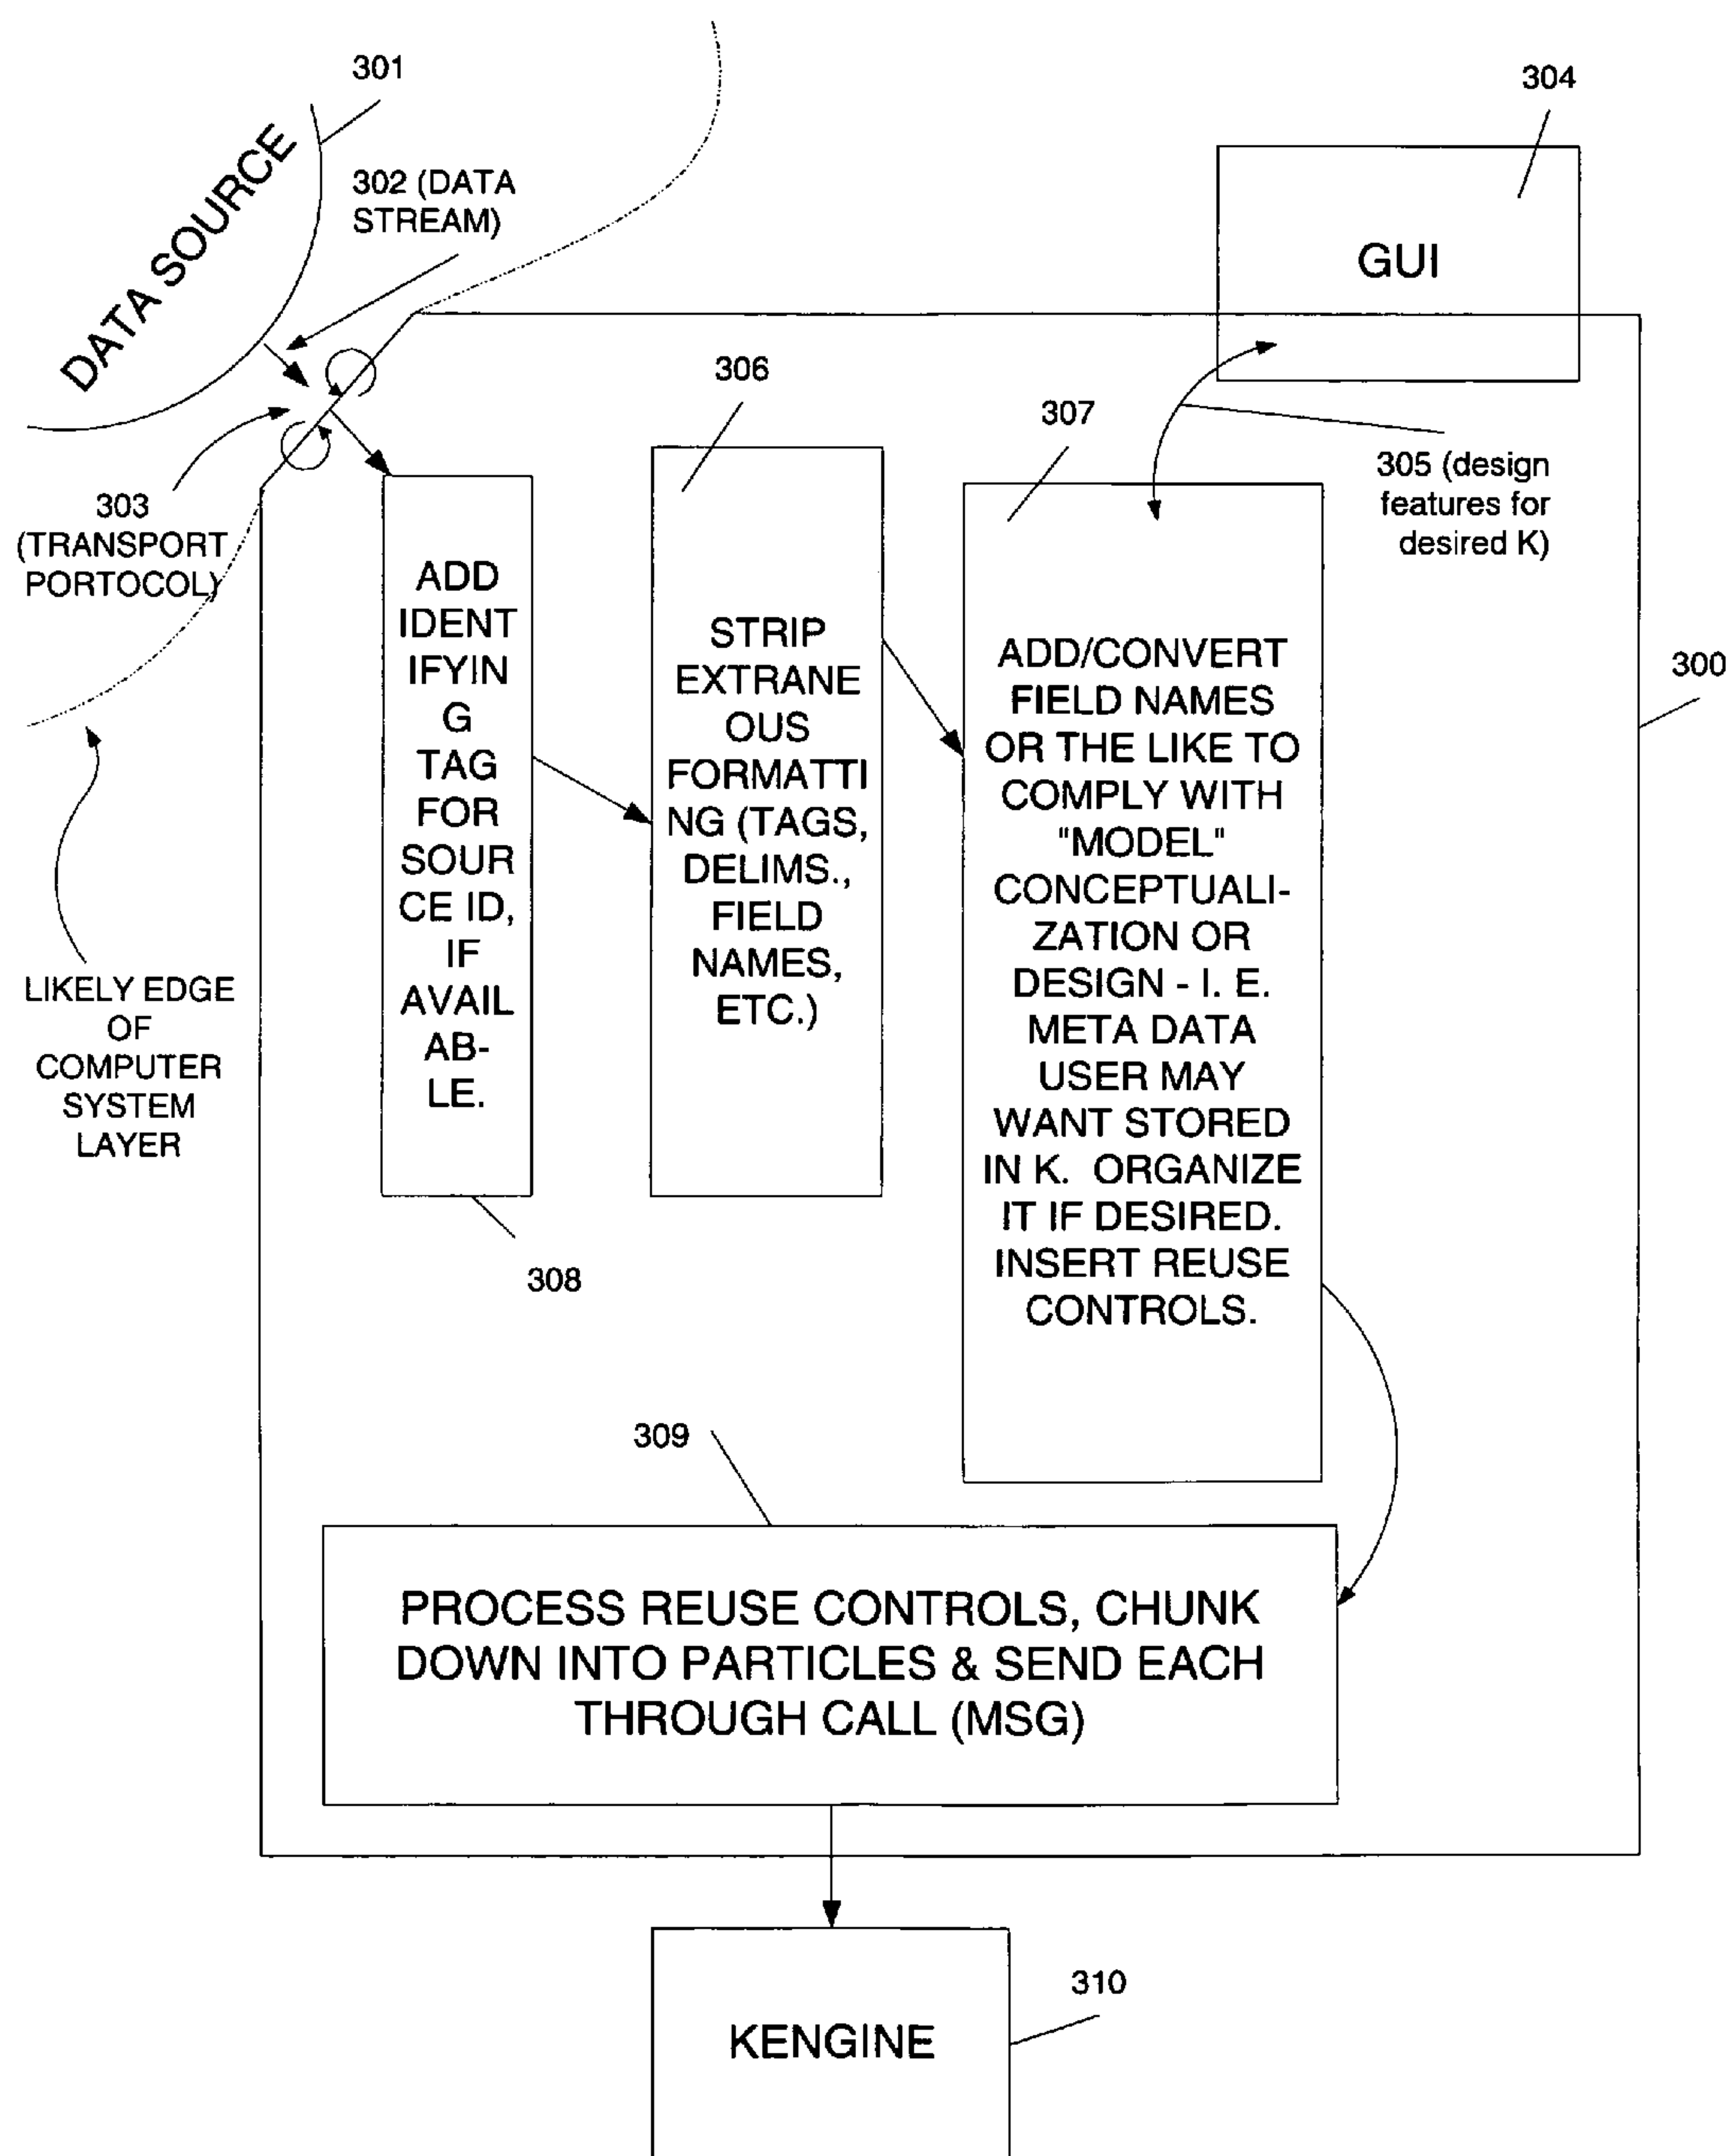 301
DATA SOURCE
302 (DATA
STREAM)
304
GUI
303
(TRANSPORT
PORTOCOL)
306
307
305 (design
features for
desired K)
300
ADD
IDENT
IFYIN
G
TAG
FOR
SOUR
CE ID,
IF
AVAIL
AB-
LE.
308
STRIP
EXTRANE
OUS
FORMATTI
NG (TAGS,
DELIMS.,
FIELD
NAMES,
ETC.)
ADD/CONVERT
FIELD NAMES
OR THE LIKE TO
COMPLY WITH
"MODEL"
CONCEPTUALI-
ZATION OR
DESIGN - I. E.
META DATA
USER MAY
WANT STORED
IN K. ORGANIZE
IT IF DESIRED.
INSERT REUSE
CONTROLS.
LIKELY EDGE
OF
COMPUTER
SYSTEM
LAYER
309
PROCESS REUSE CONTROLS, CHUNK
DOWN INTO PARTICLES & SEND EACH
THROUGH CALL (MSG)
310
KENGINE